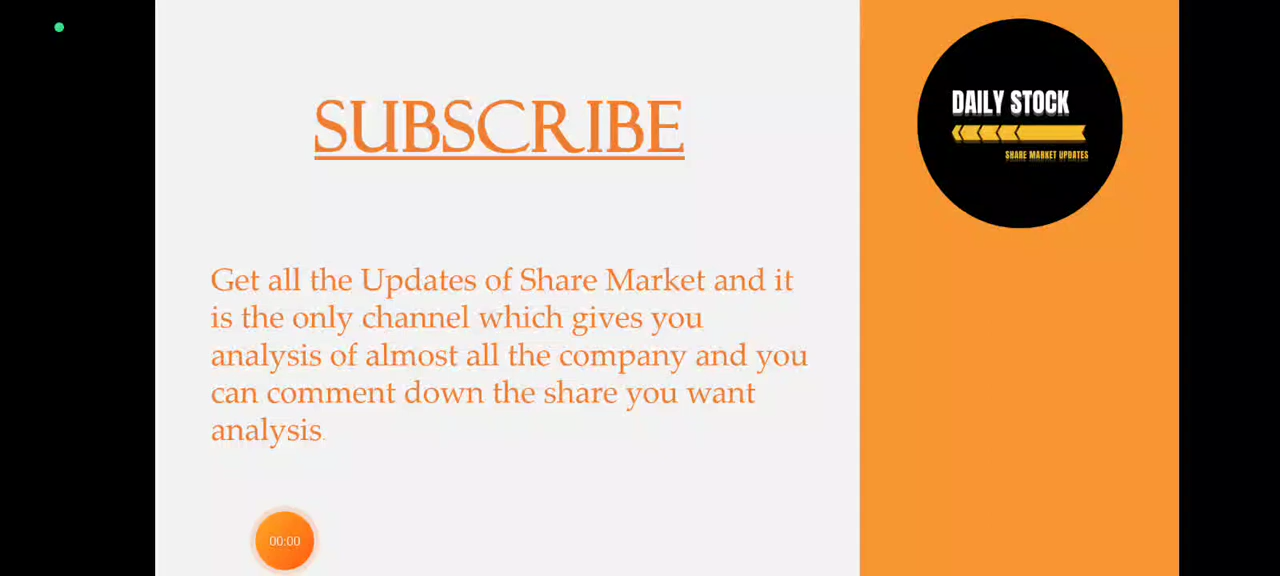 SUBSCRIBE
DAILY STOCK
SHARE MARKET UPDATES
Get all the Updates of Share Market and it
is the only channel which gives you
analysis of almost all the company and you
can comment down the share you want
analysis.
00:00